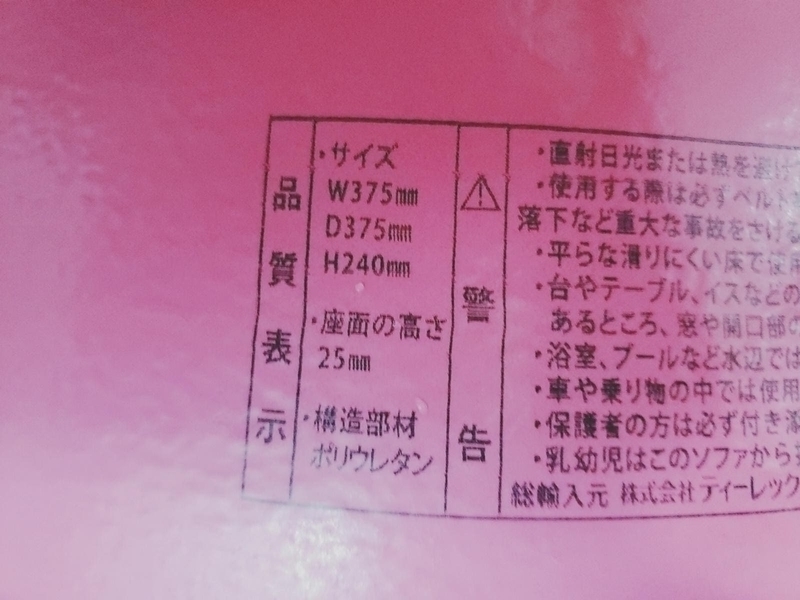 品質表示
・サイズ
W375㎜
D375㎜
H240㎜
・座面の高さ
25㎜
・構造部材
ポリウレタン
⚠警告
・直射日光または熱を避け
・使用する際は必ずベルト
落下など重大な事故をさける
・平らな滑りにくい床で使用
・台やテーブル、イスなどの
あるところ、窓や開口部の
・浴室、プールなど水辺では
・車や乗り物の中では使用
・保護者の方は必ず付き添
・乳幼児はこのソファから
総輸入元 株式会社ティーレック